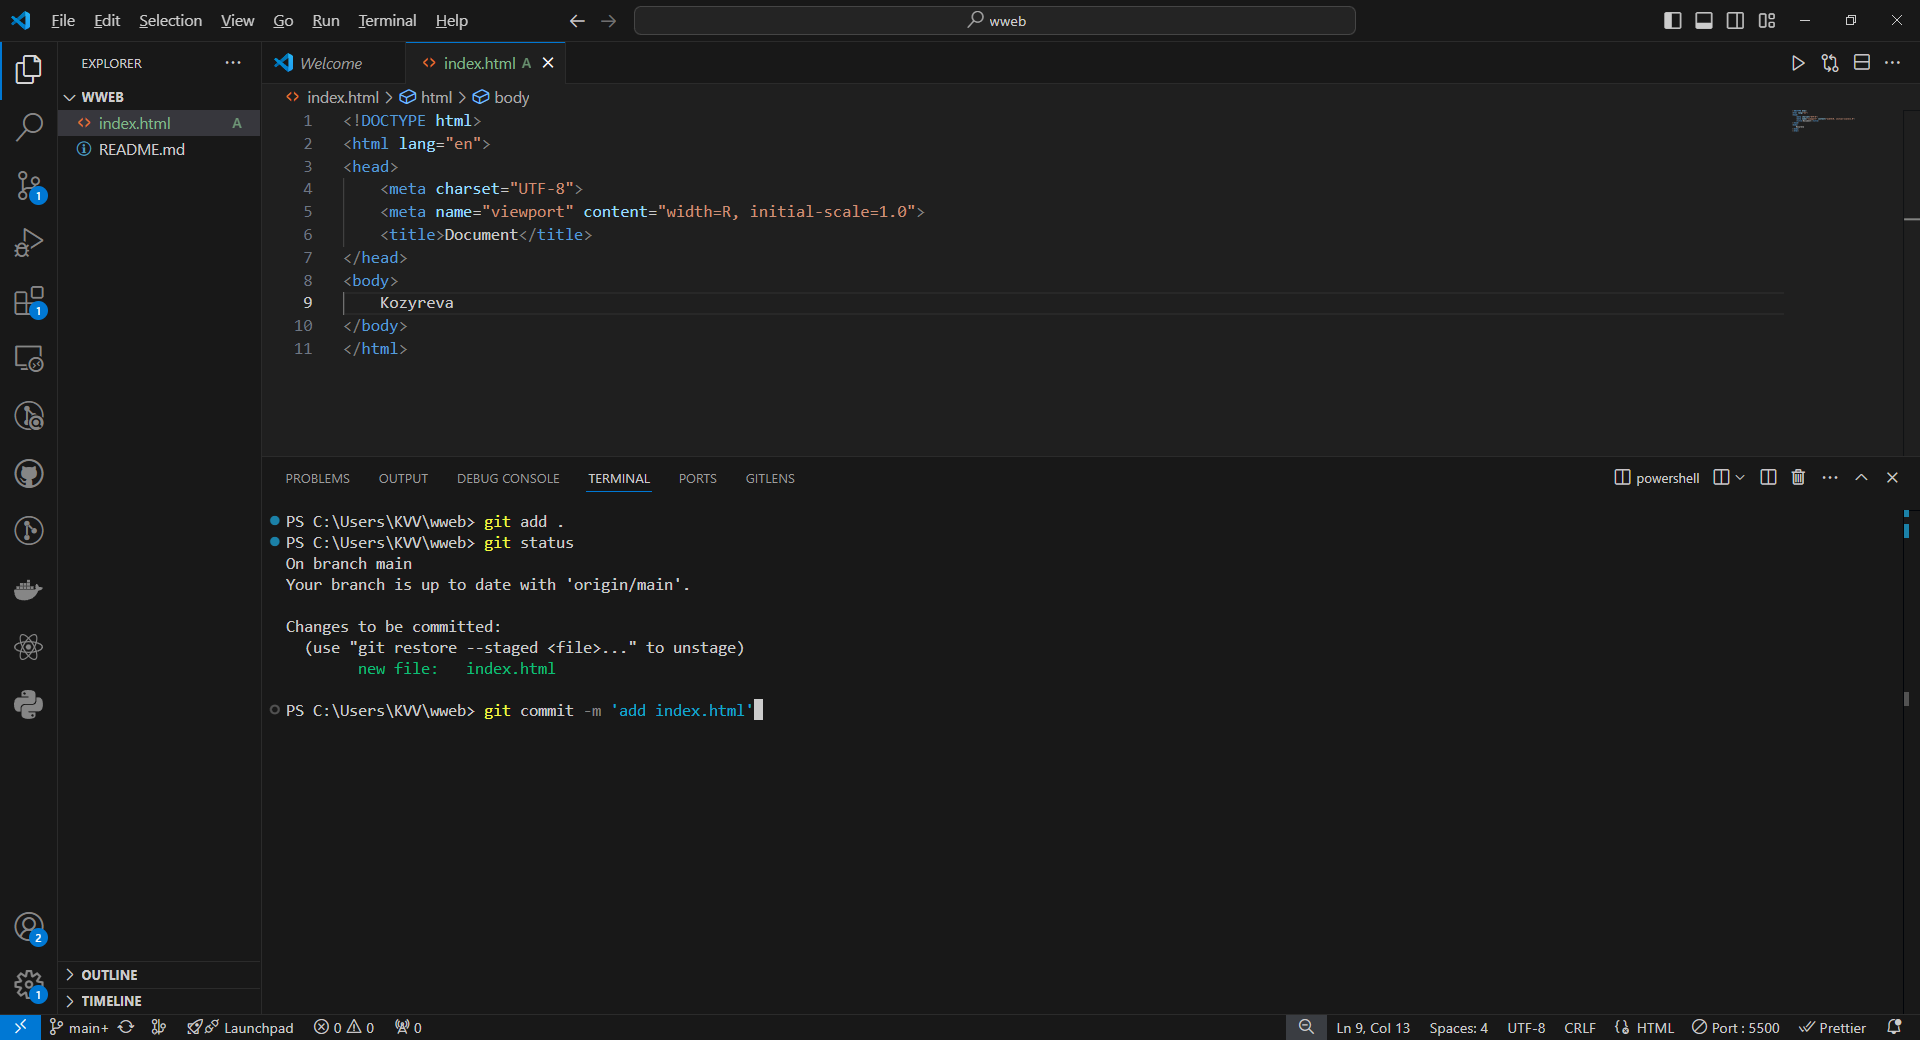 File Edit Selection View Go Run Terminal Help
wweb
EXPLORER
WWEB
index.html A
README.md
Welcome
index.html A
index.html > html > body
1 <!DOCTYPE html>
2 <html lang="en">
3 <head>
4 <meta charset="UTF-8">
5 <meta name="viewport" content="width=R, initial-scale=1.0">
6 <title>Document</title>
7 </head>
8 <body>
9 Kozyreva
10 </body>
11 </html>
PROBLEMS OUTPUT DEBUG CONSOLE TERMINAL PORTS GITLENS
powershell
PS C:\Users\KVV\wweb> git add .
PS C:\Users\KVV\wweb> git status
On branch main
Your branch is up to date with 'origin/main'.
Changes to be committed:
(use "git restore --staged <file>..." to unstage)
new file: index.html
PS C:\Users\KVV\wweb> git commit -m 'add index.html'
1
1
2
1
OUTLINE
TIMELINE
main+ Launchpad 0 0 0 Ln 9, Col 13 Spaces: 4 UTF-8 CRLF HTML Port : 5500 Prettier